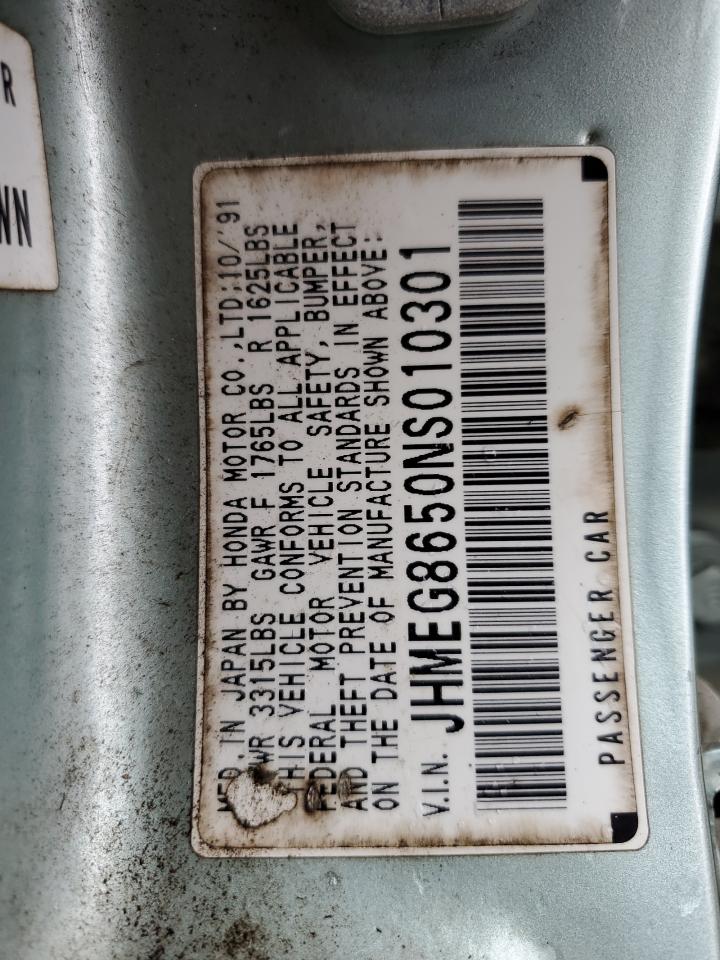 R
WN
MFD. IN JAPAN BY HONDA MOTOR CO.,LTD;10/'91
WR 3315LBS GAWR F 1765LBS R 1625LBS
THIS VEHICLE CONFORMS TO ALL APPLICABLE
FEDERAL MOTOR VEHICLE SAFETY, BUMPER,
AND THEFT PREVENTION STANDARDS IN EFFECT
ON THE DATE OF MANUFACTURE SHOWN ABOVE:
V.I.N. JHMEG8650NS010301
PASSENGER CAR